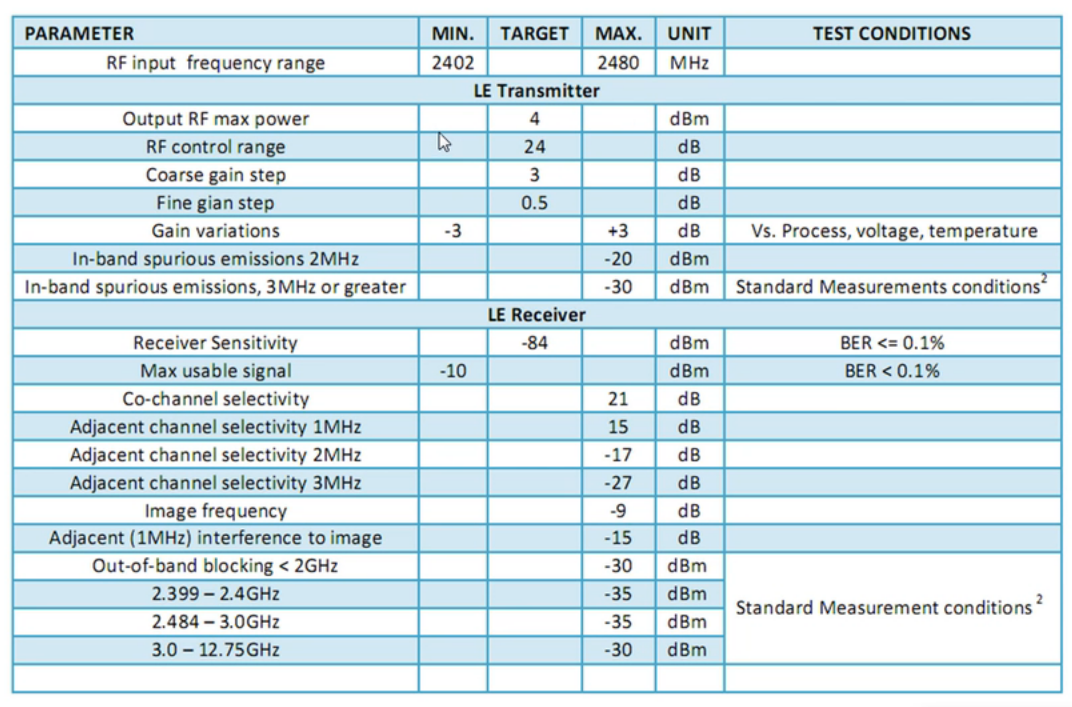 PARAMETER MIN. TARGET MAX. UNIT TEST CONDITIONS
RF input frequency range 2402 2480 MHz
LE Transmitter
Output RF max power 4 dBm
RF control range 24 dB
Coarse gain step 3 dB
Fine gian step 0.5 dB
Gain variations -3 +3 dB Vs. Process, voltage, temperature
In-band spurious emissions 2MHz -20 dBm
In-band spurious emissions, 3MHz or greater -30 dBm Standard Measurements conditions²
LE Receiver
Receiver Sensitivity -84 dBm BER <= 0.1%
Max usable signal -10 dBm BER < 0.1%
Co-channel selectivity 21 dB
Adjacent channel selectivity 1MHz 15 dB
Adjacent channel selectivity 2MHz -17 dB
Adjacent channel selectivity 3MHz -27 dB
Image frequency -9 dB
Adjacent (1MHz) interference to image -15 dB
Out-of-band blocking < 2GHz -30 dBm
2.399 – 2.4GHz -35 dBm
Standard Measurement conditions ²
2.484 – 3.0GHz -35 dBm
3.0 – 12.75GHz -30 dBm